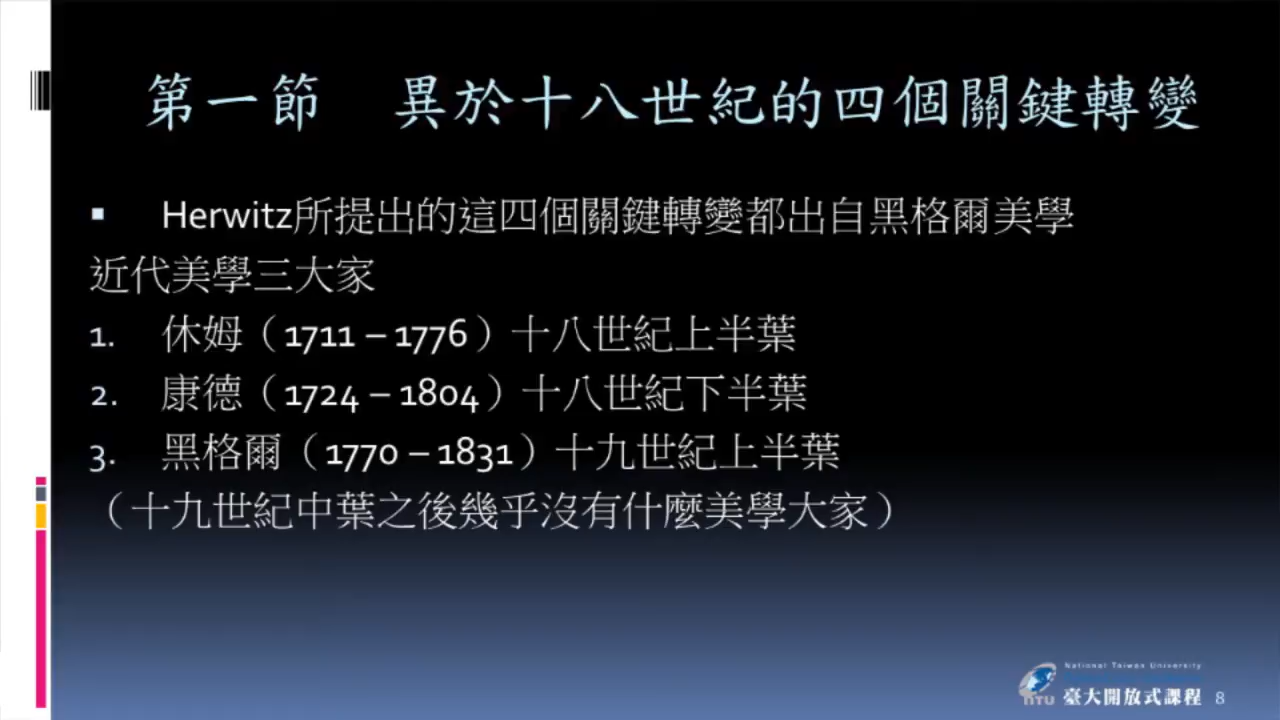 第一節 異於十八世紀的四個關鍵轉變
▪ Herwitz所提出的這四個關鍵轉變都出自黑格爾美學
近代美學三大家
1. 休姆（1711 – 1776）十八世紀上半葉
2. 康德（1724 – 1804）十八世紀下半葉
3. 黑格爾（1770 – 1831）十九世紀上半葉
（十九世紀中葉之後幾乎沒有什麼美學大家）
National Taiwan University
NTU 臺大開放式課程 8